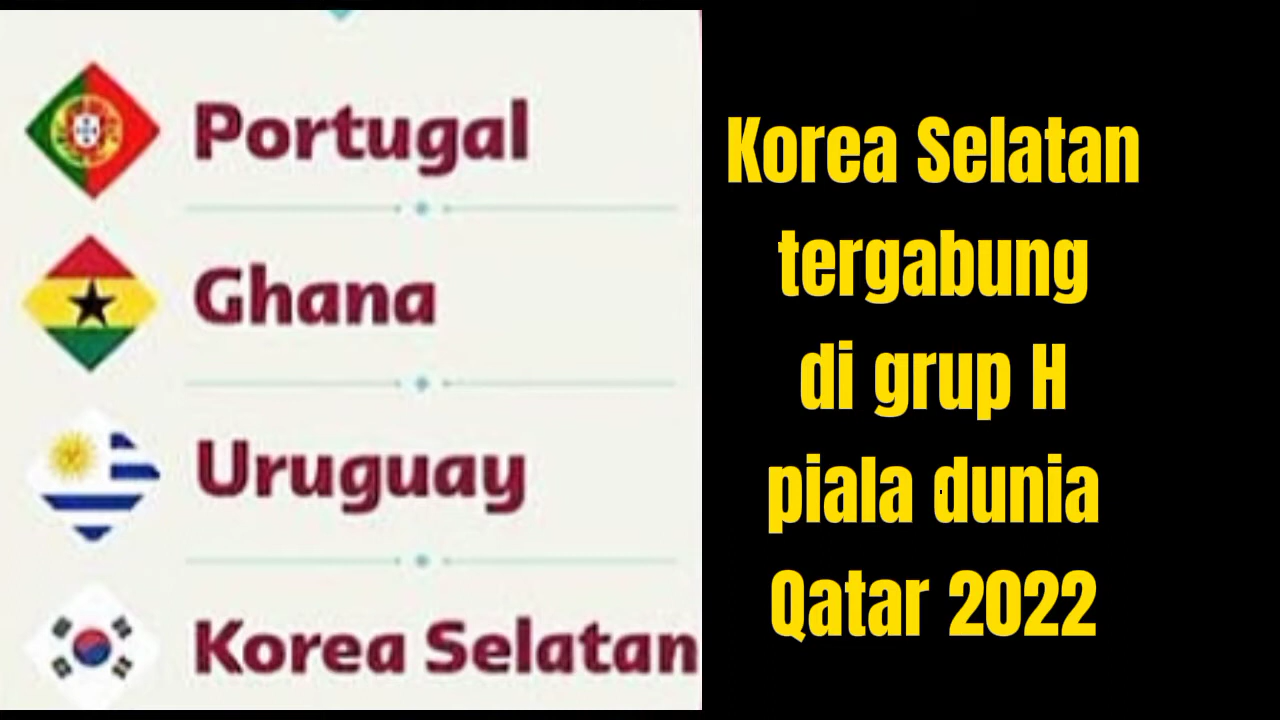 Portugal
Ghana
Uruguay
Korea Selatan
Korea Selatan
tergabung
di grup H
piala dunia
Qatar 2022